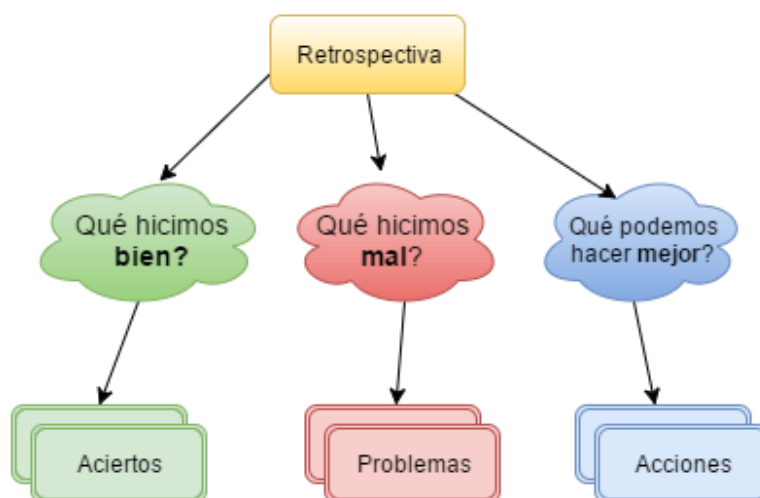 Retrospectiva
Qué hicimos
bien?
Qué hicimos
mal?
Qué podemos
hacer mejor?
Aciertos
Problemas
Acciones